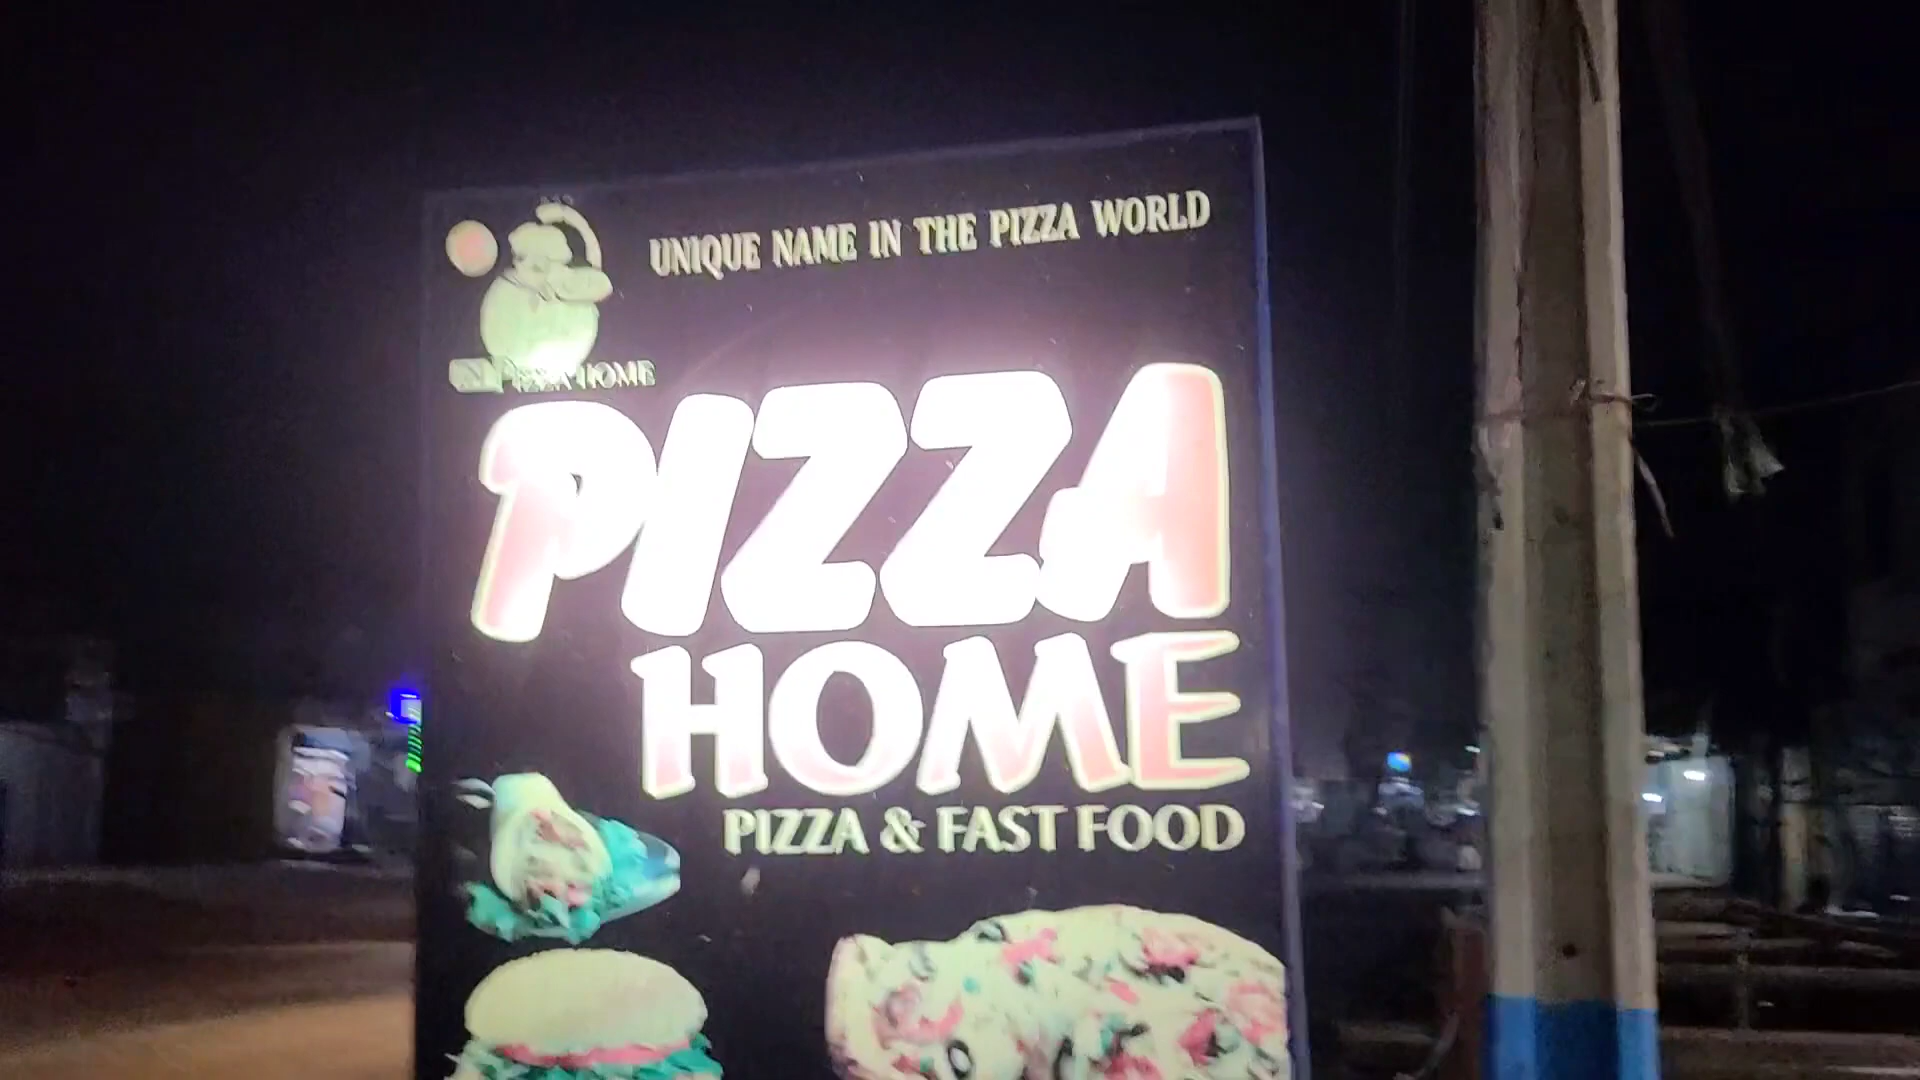 UNIQUE NAME IN THE PIZZA WORLD
PIZZA HOME
PIZZA
HOME
PIZZA & FAST FOOD